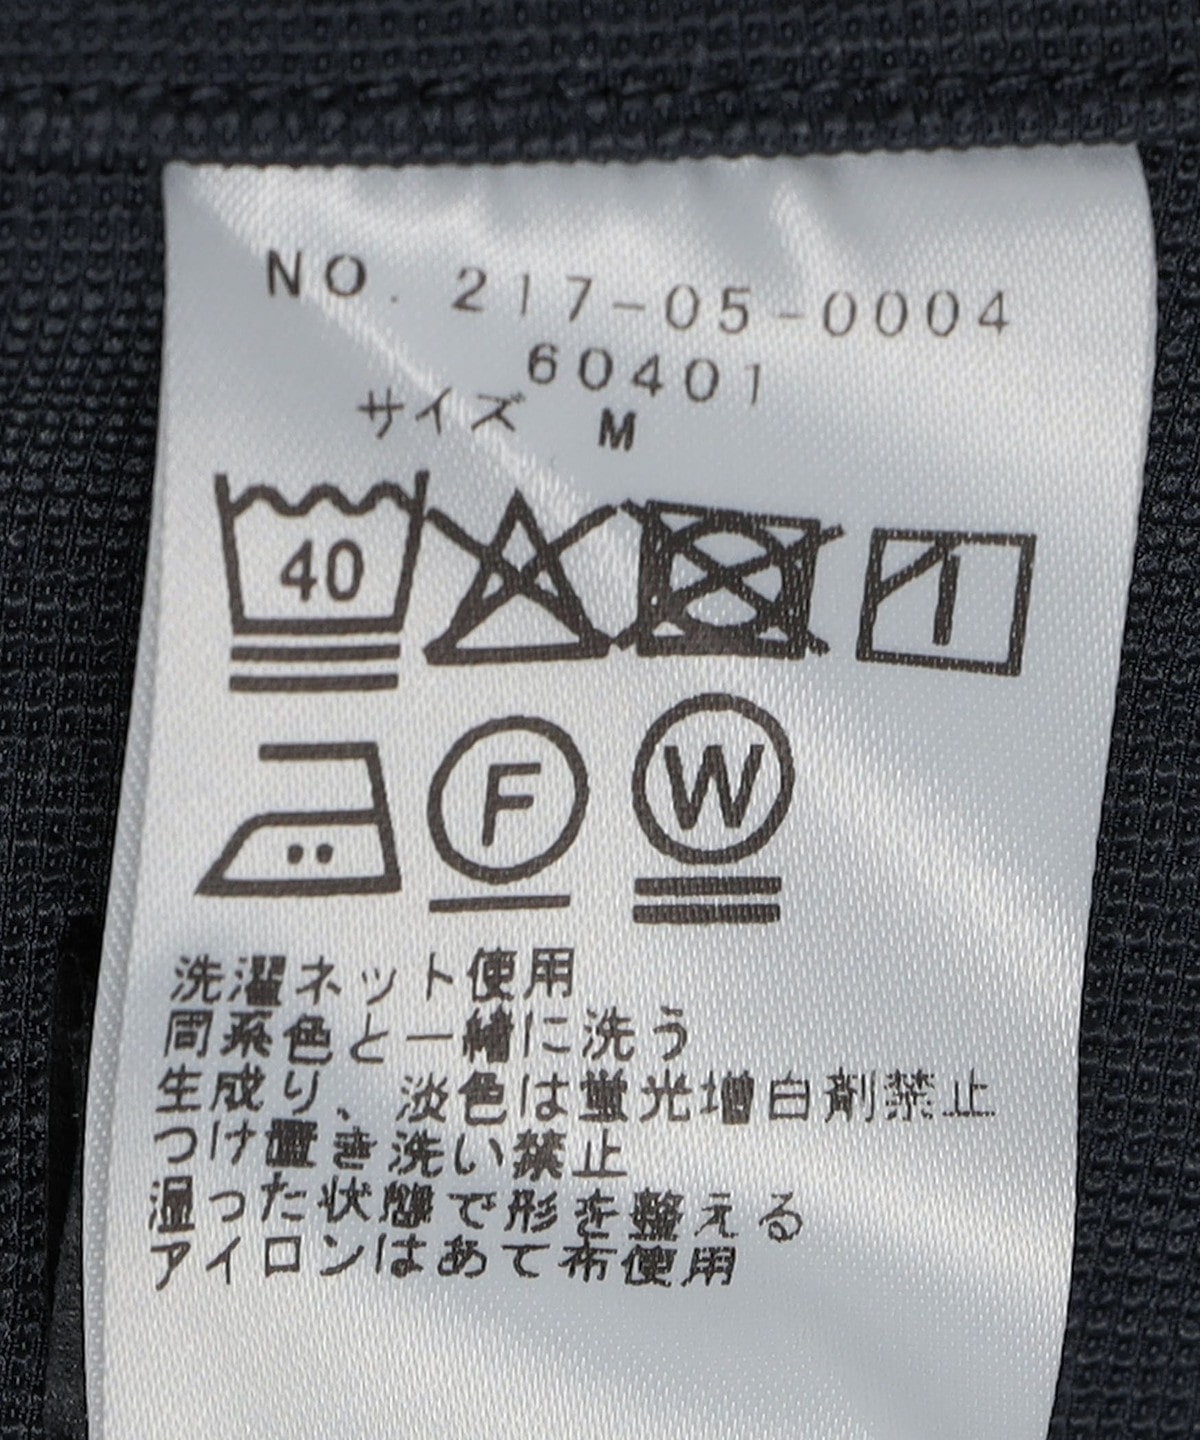 NO. 217-05-0004
60401
サイズ M
40
F
W
洗濯ネット使用
同系色と一緒に洗う
生成り、淡色は蛍光増白剤禁止
つけ置き洗い禁止
湿った状態で形を整える
アイロンはあて布使用